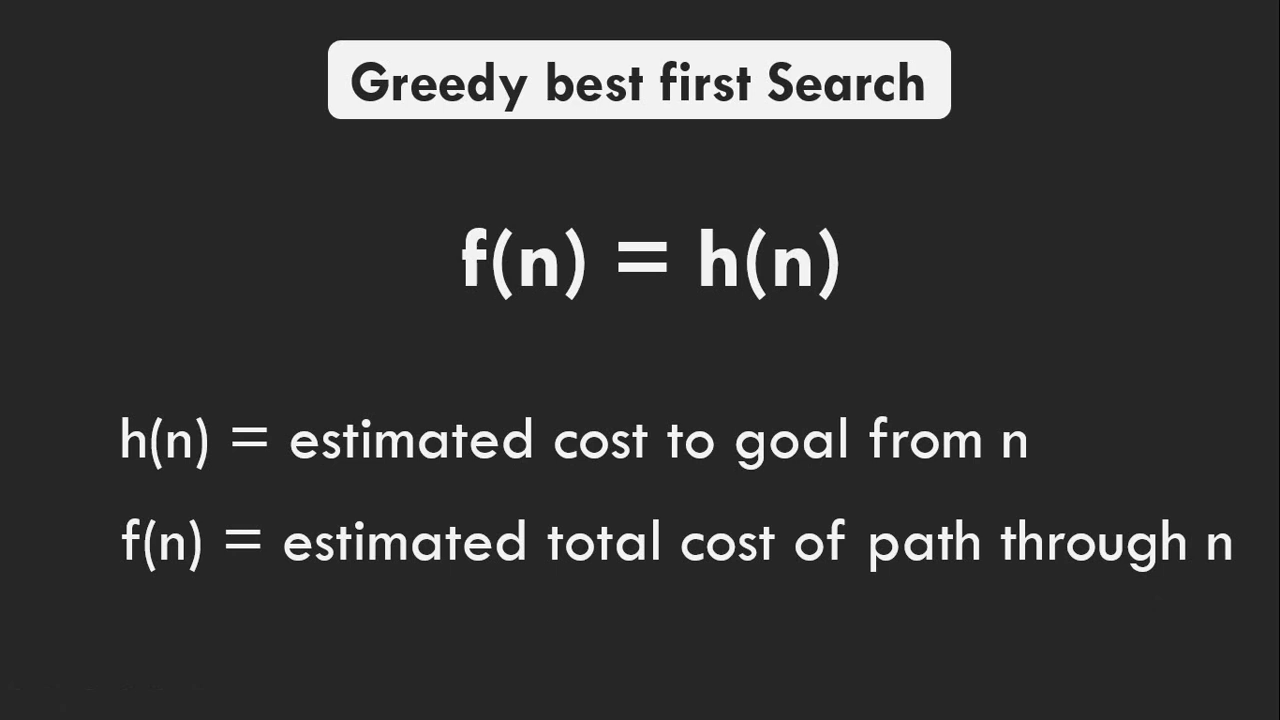 Greedy best first Search
f(n) = h(n)
h(n) = estimated cost to goal from n
f(n) = estimated total cost of path through n